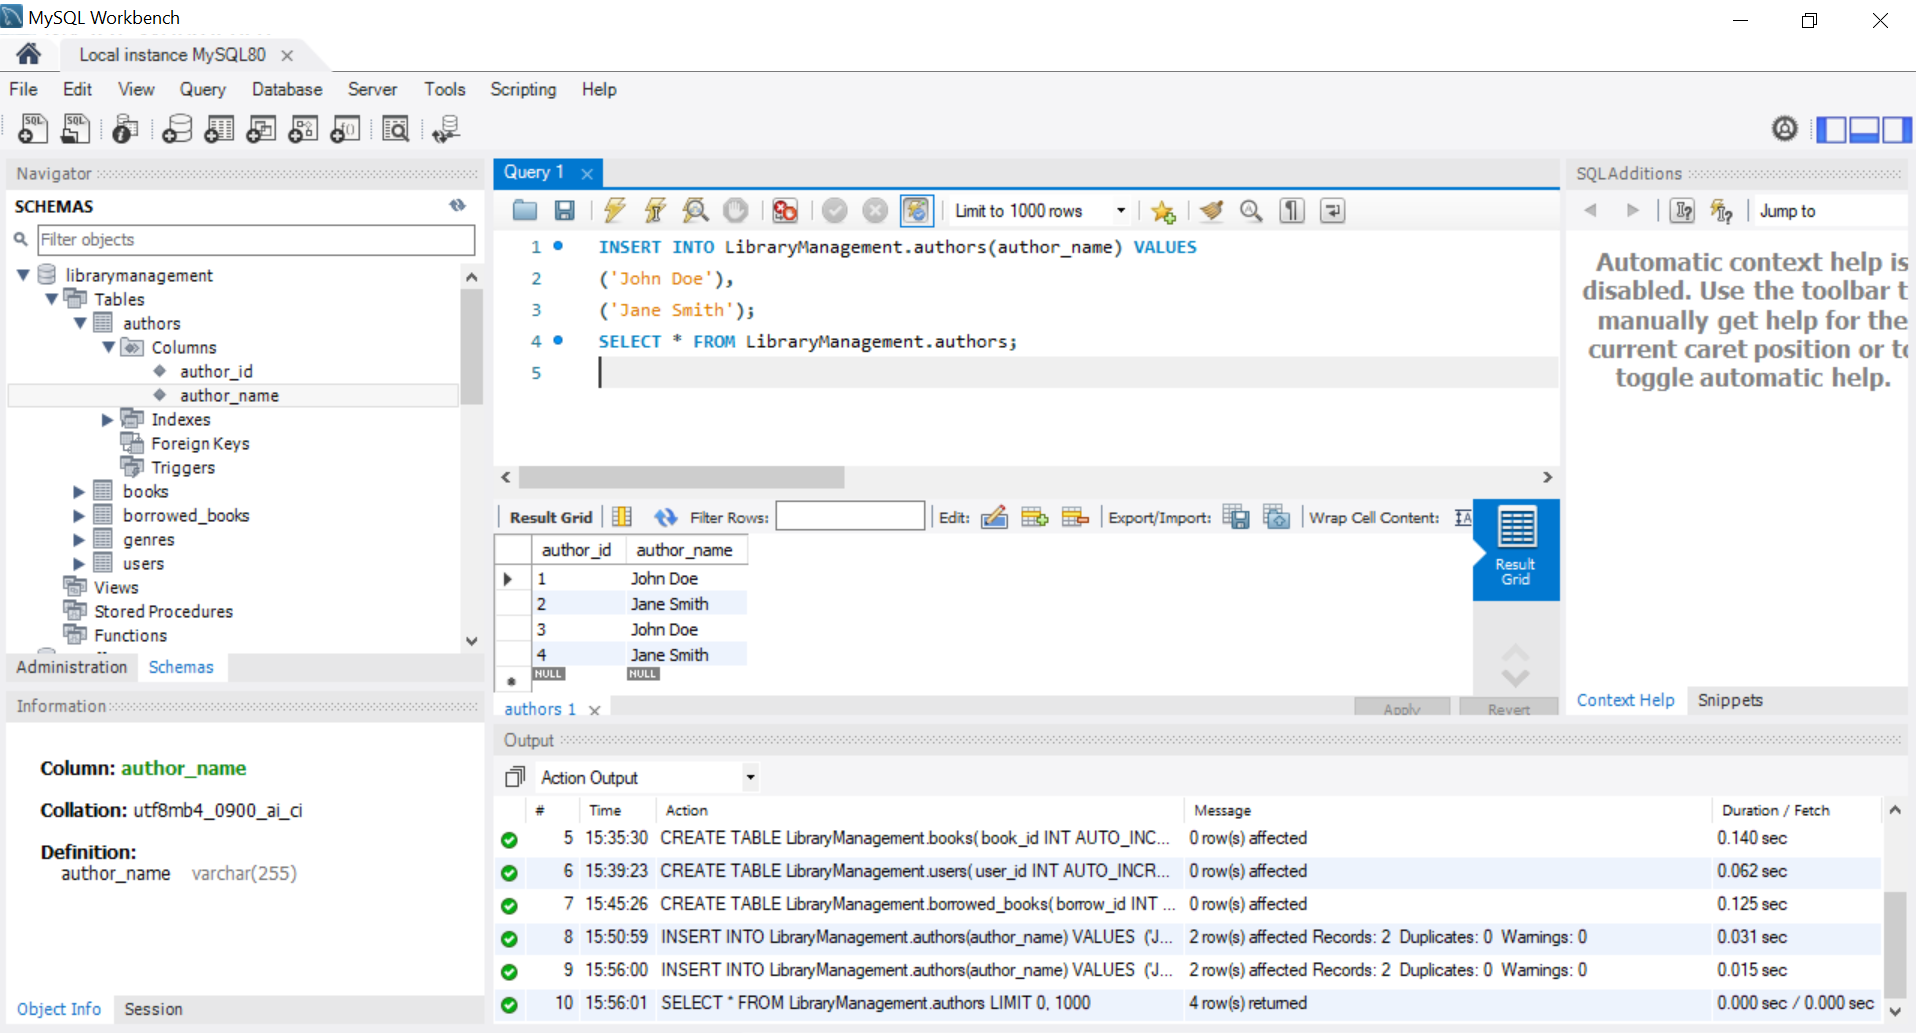 MySQL Workbench
Local instance MySQL80
File Edit View Query Database Server Tools Scripting Help
Navigator
SCHEMAS
Filter objects
librarymanagement
Tables
authors
Columns
author_id
author_name
Indexes
Foreign Keys
Triggers
books
borrowed_books
genres
users
Views
Stored Procedures
Functions
Administration Schemas
Information
Column: author_name
Collation: utf8mb4_0900_ai_ci
Definition:
author_name varchar(255)
Object Info Session
Query 1
Limit to 1000 rows
1 INSERT INTO LibraryManagement.authors(author_name) VALUES
2 ('John Doe'),
3 ('Jane Smith');
4 SELECT * FROM LibraryManagement.authors;
5
Result Grid Filter Rows: Edit: Export/Import: Wrap Cell Content:
author_id author_name
1 John Doe
2 Jane Smith
3 John Doe
4 Jane Smith
NULL NULL
Result
Grid
authors 1 Apply Revert
SQLAdditions
Jump to
Automatic context help is
disabled. Use the toolbar t
manually get help for the
current caret position or to
toggle automatic help.
Context Help Snippets
Output
Action Output
# Time Action Message Duration / Fetch
5 15:35:30 CREATE TABLE LibraryManagement.books( book_id INT AUTO_INC... 0 row(s) affected 0.140 sec
6 15:39:23 CREATE TABLE LibraryManagement.users( user_id INT AUTO_INCR... 0 row(s) affected 0.062 sec
7 15:45:26 CREATE TABLE LibraryManagement.borrowed_books( borrow_id INT ... 0 row(s) affected 0.125 sec
8 15:50:59 INSERT INTO LibraryManagement.authors(author_name) VALUES ('J... 2 row(s) affected Records: 2 Duplicates: 0 Warnings: 0 0.031 sec
9 15:56:00 INSERT INTO LibraryManagement.authors(author_name) VALUES ('J... 2 row(s) affected Records: 2 Duplicates: 0 Warnings: 0 0.015 sec
10 15:56:01 SELECT * FROM LibraryManagement.authors LIMIT 0, 1000 4 row(s) returned 0.000 sec / 0.000 sec